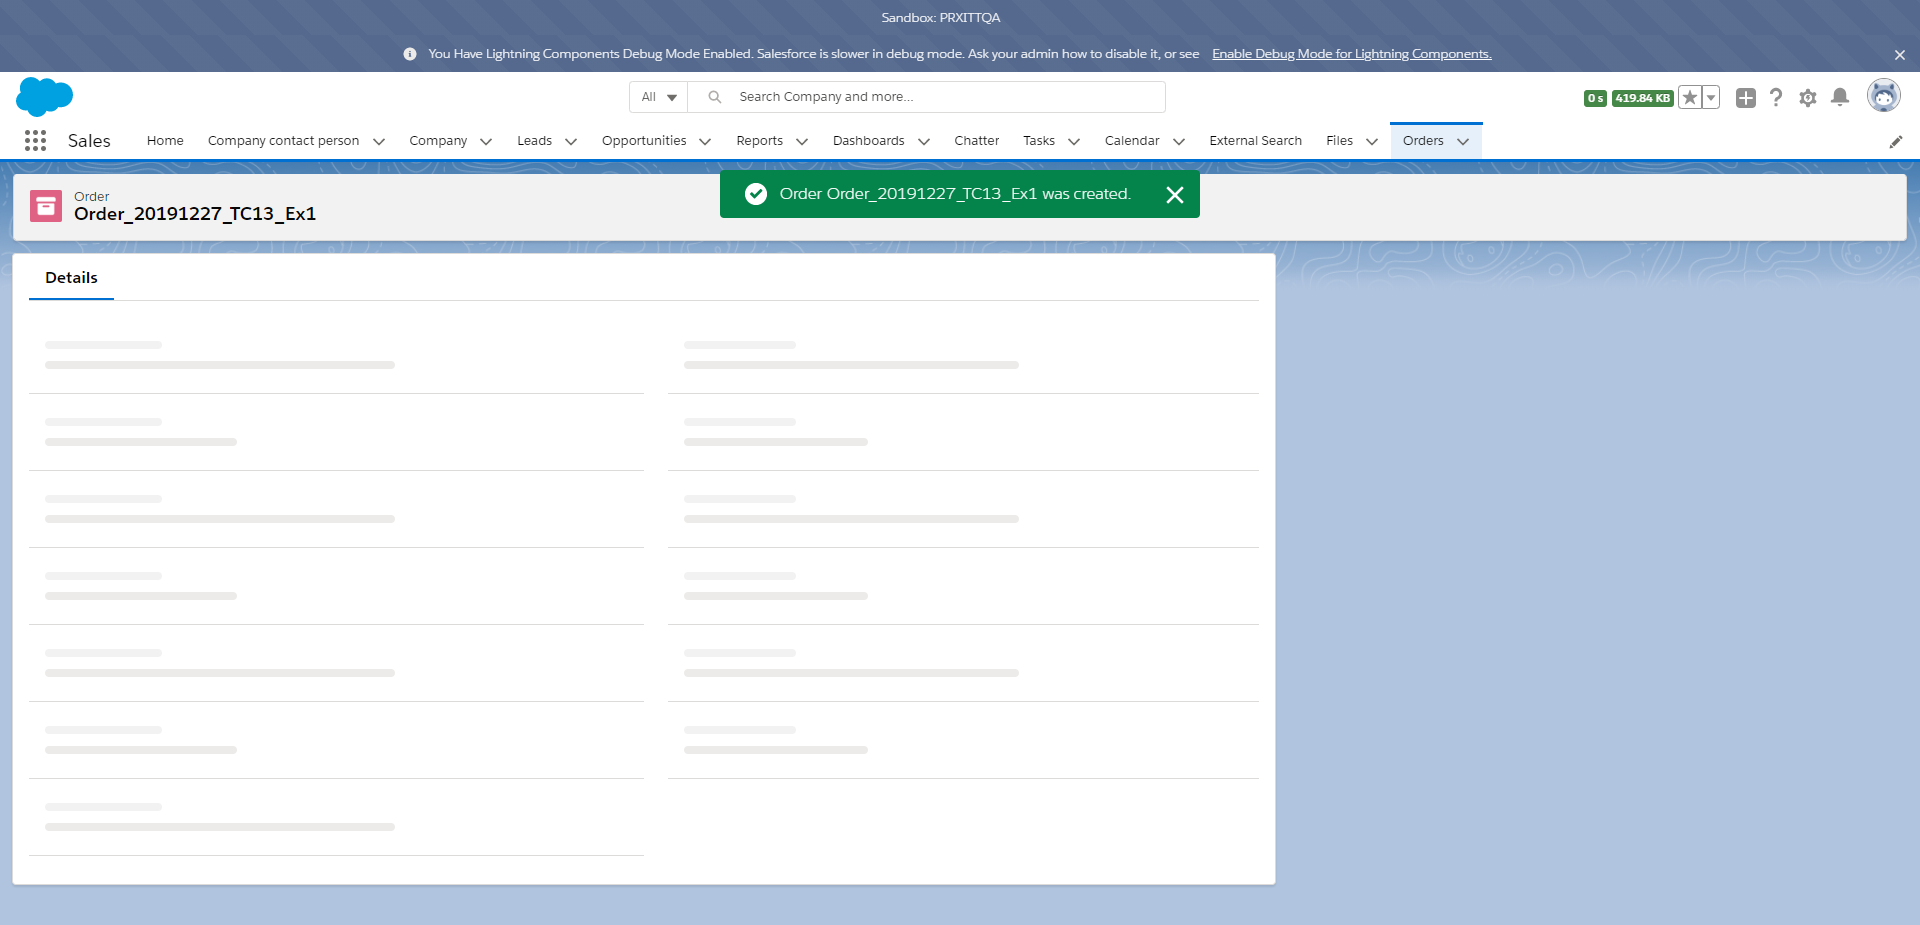 Sandbox: PRXITTQA
You Have Lightning Components Debug Mode Enabled. Salesforce is slower in debug mode. Ask your admin how to disable it, or see Enable Debug Mode for Lightning Components.
All Search Company and more...
0 s 419.84 KB
Sales Home Company contact person Company Leads Opportunities Reports Dashboards Chatter Tasks Calendar External Search Files Orders
Order
Order_20191227_TC13_Ex1
Order Order_20191227_TC13_Ex1 was created.
Details